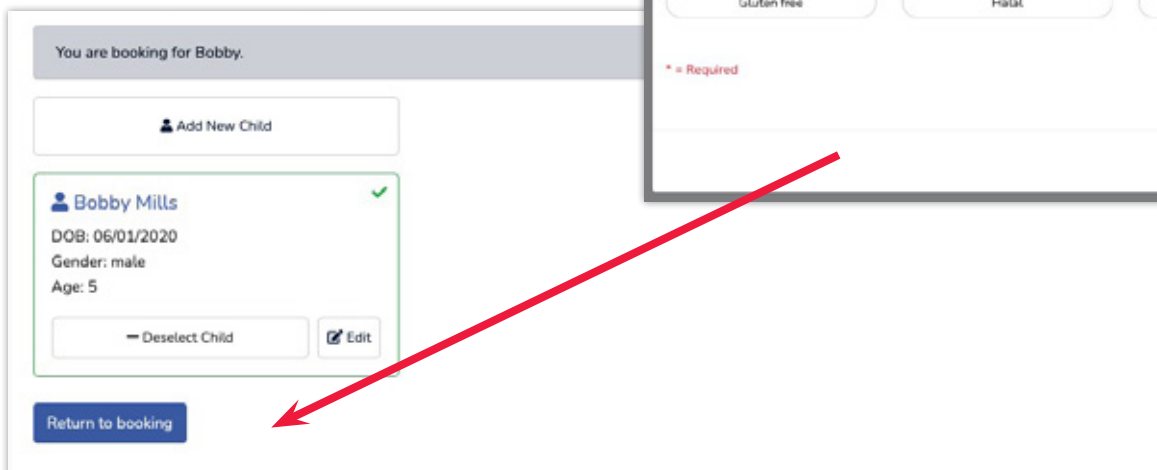 Gluten free
Halal
* = Required
You are booking for Bobby.
Add New Child
Bobby Mills
DOB: 06/01/2020
Gender: male
Age: 5
Deselect Child
Edit
Return to booking